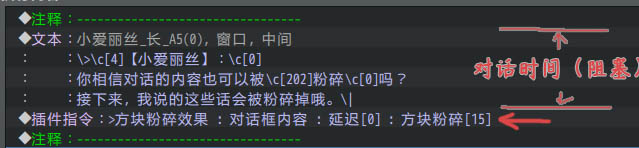 ◆注释：--------------------------------
◆文本：小爱丽丝_长_A5(0), 窗口, 中间
：　　：\>\c[4]【小爱丽丝】：\c[0]
：　　：你相信对话的内容也可以被\c[202]粉碎\c[0]吗？
：　　：接下来，我说的这些话会被粉碎掉哦。\|
对话时间（阻塞）
◆插件指令：>方块粉碎效果 : 对话框内容 : 延迟[0] : 方块粉碎[15]
◆注释：--------------------------------